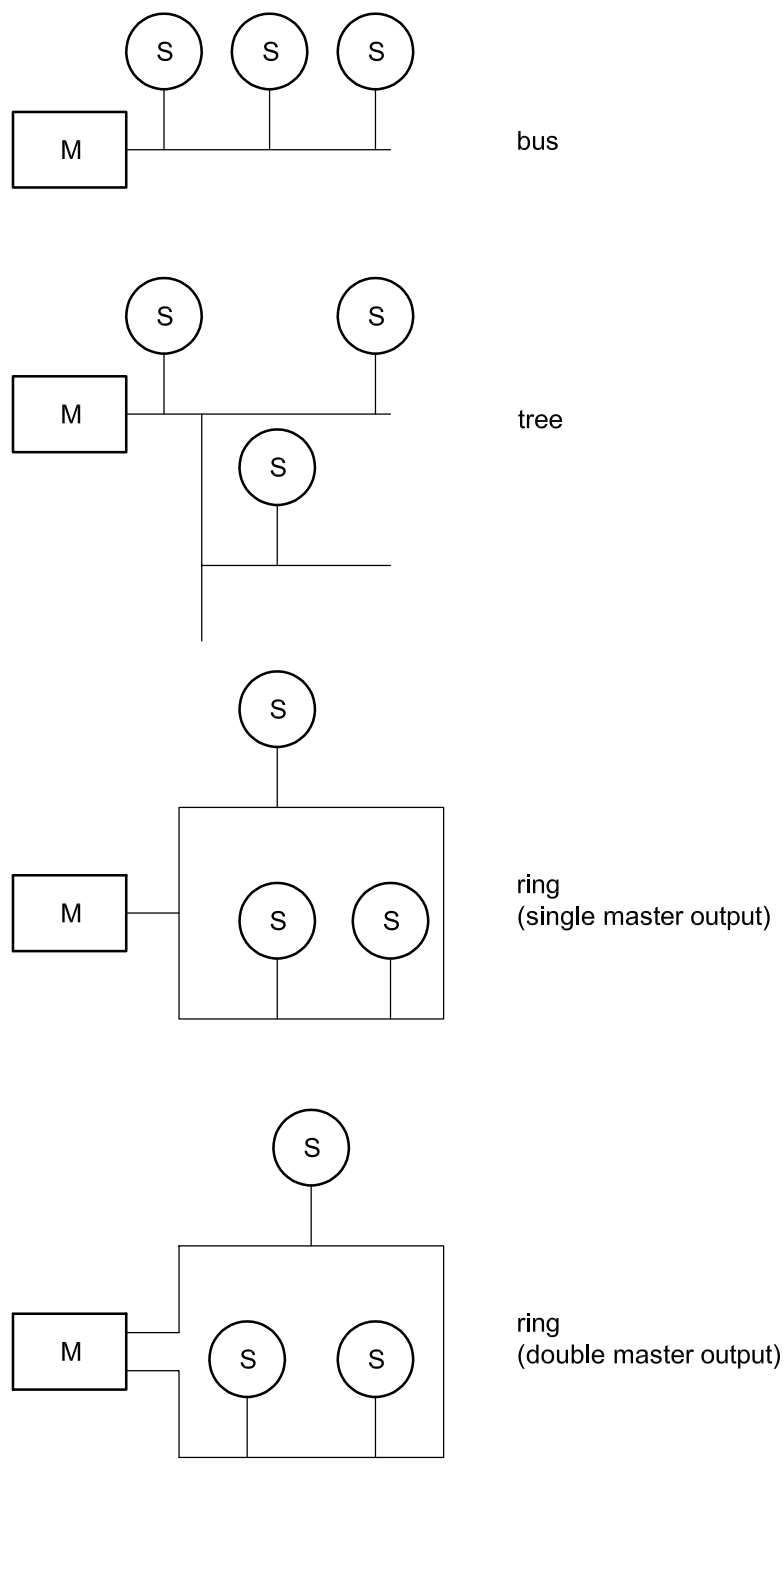 S S S
M
bus
S S
M
tree
S
S
ring
M
S S
(single master output)
S
ring
M
S S
(double master output)